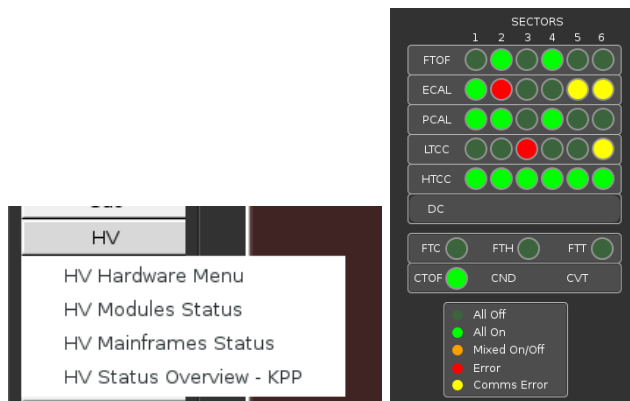 HV
HV Hardware Menu
HV Modules Status
HV Mainframes Status
HV Status Overview - KPP
SECTORS
1 2 3 4 5 6
FTOF
ECAL
PCAL
LTCC
HTCC
DC
FTC FTH FTT
CTOF CND CVT
All Off
All On
Mixed On/Off
Error
Comms Error